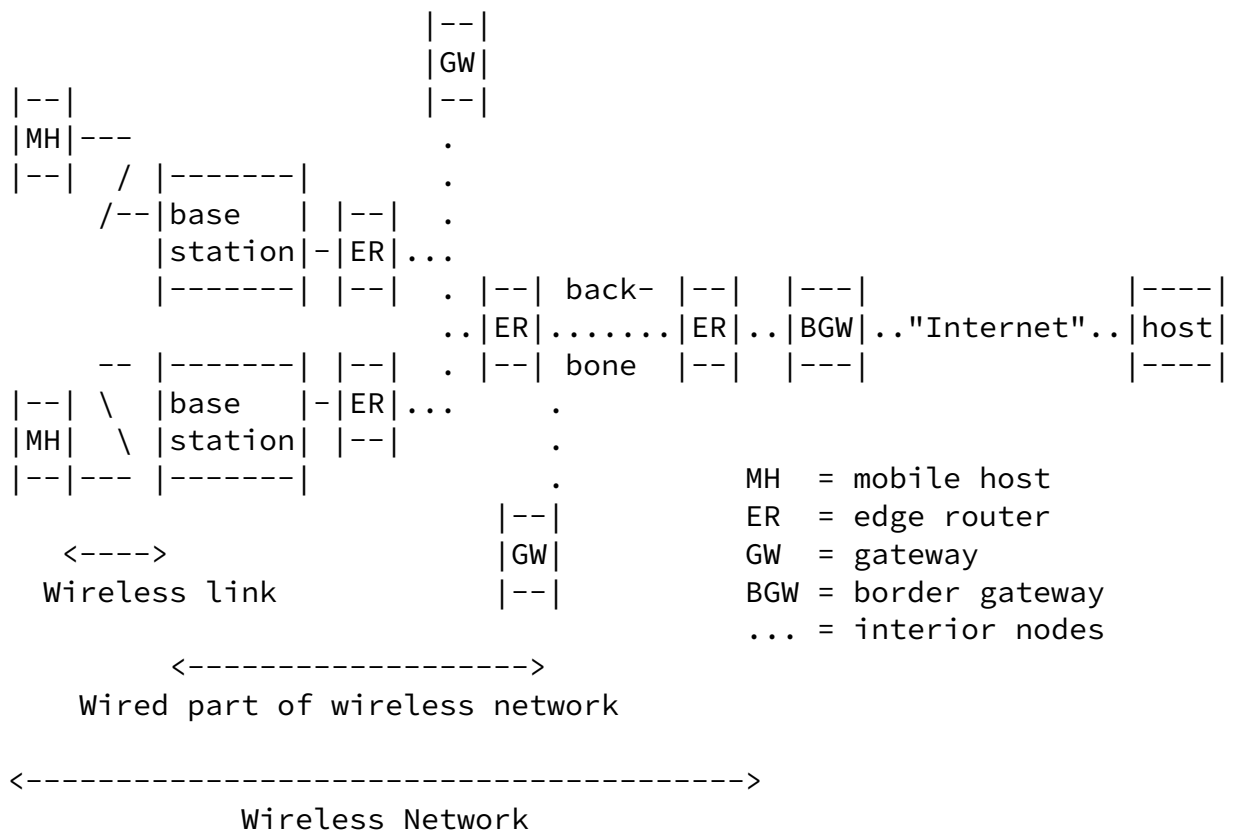 |--|
                       |GW|
|--|                   |--|
|MH|---                 .
|--|  / |-------|       .
     /--|base   | |--|  .
        |station|-|ER|...
        |-------| |--|  . |--| back- |--|  |---|              |----|
                        ..|ER|.......|ER|..|BGW|.."Internet"..|host|
     -- |-------| |--|  . |--| bone  |--|  |---|              |----|
|--| \  |base   |-|ER|...     .
|MH|  \ |station| |--|        .
|--|--- |-------|             .          MH  = mobile host
                           |--|          ER  = edge router
   <---->                  |GW|          GW  = gateway
  Wireless link            |--|          BGW = border gateway
                                         ... = interior nodes
         <------------------->
    Wired part of wireless network

<---------------------------------------->
             Wireless Network